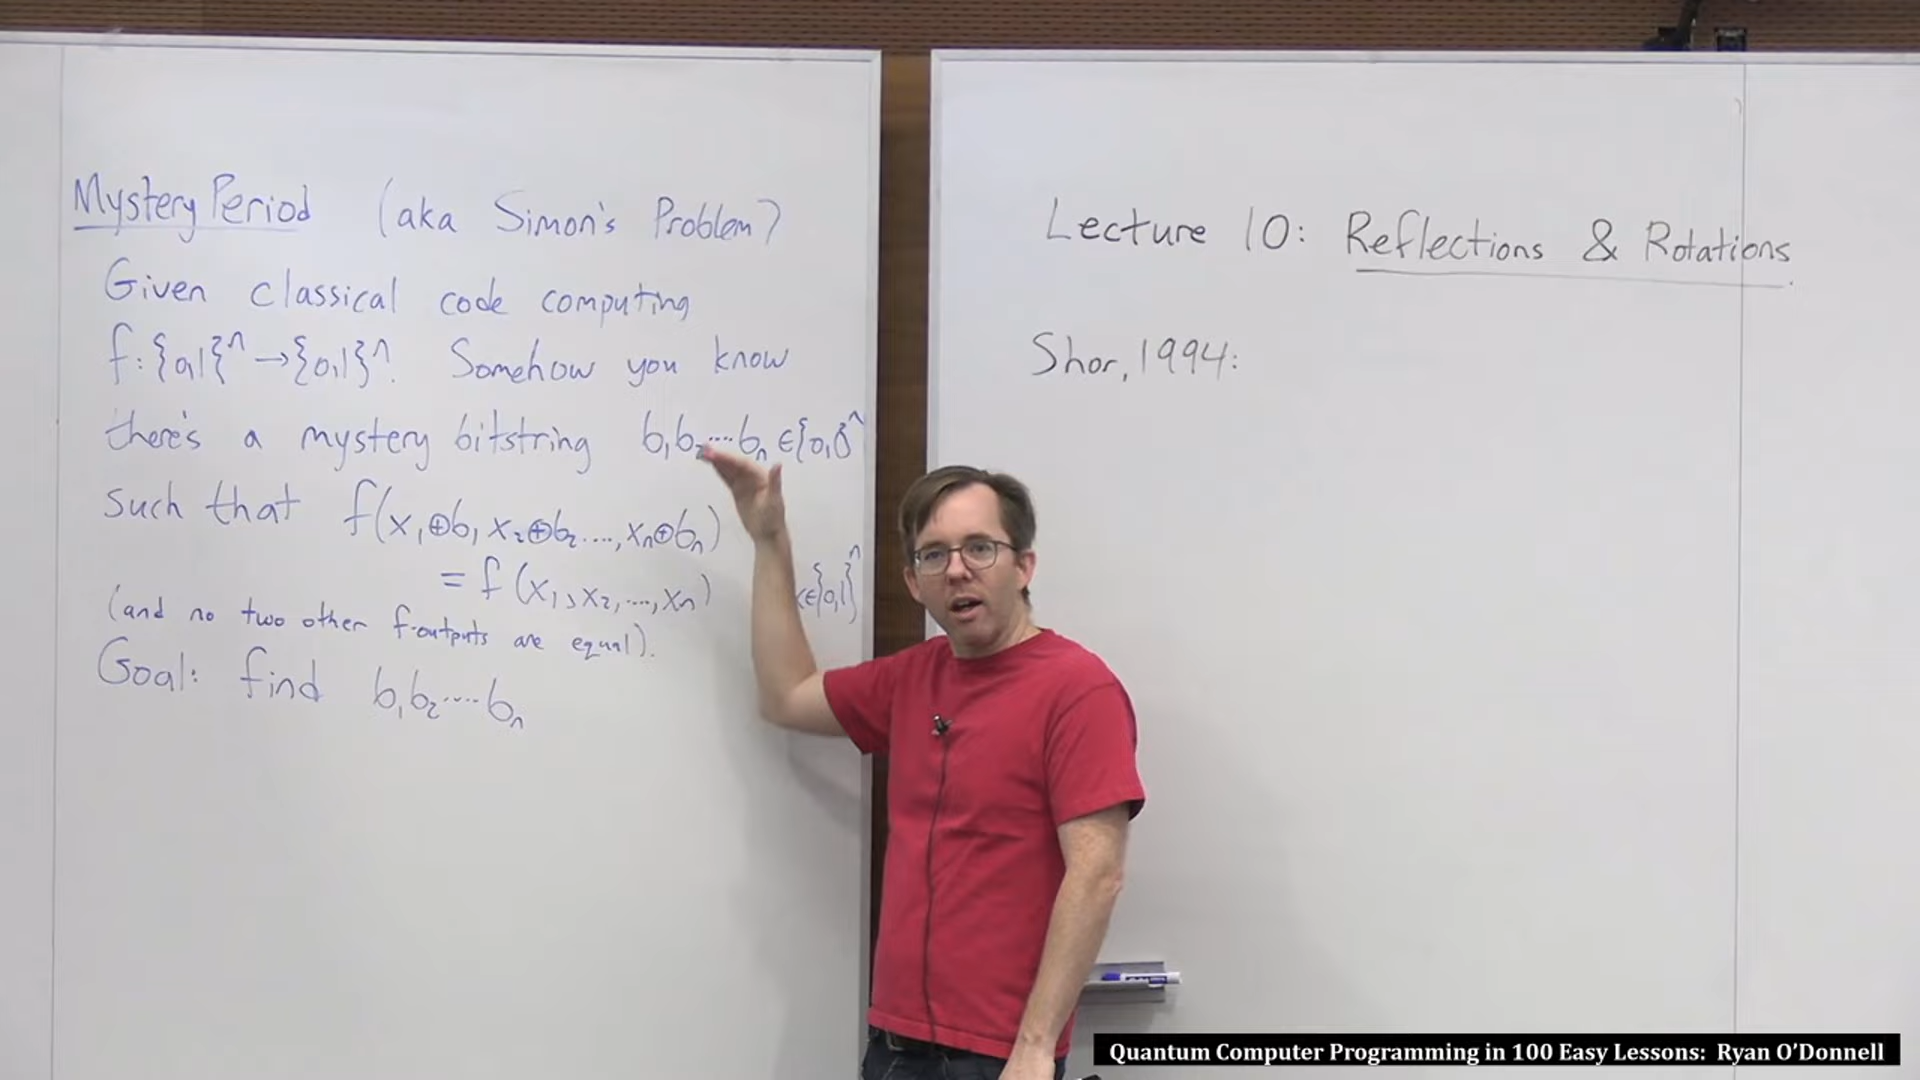 Mystery Period (aka Simon's Problem)
Given classical code computing
f:{0,1}ⁿ→{0,1}ⁿ. Somehow you know
there's a mystery bitstring b₁b₂....bₙ ∈{0,1}ⁿ
such that f(x₁⊕b₁, x₂⊕b₂...., xₙ⊕bₙ)
= f(x₁, x₂, ...., xₙ) x∈{0,1}ⁿ
(and no two other f-outputs are equal).
Goal: find b₁b₂....bₙ
Lecture 10: Reflections & Rotations.
Shor, 1994:
Quantum Computer Programming in 100 Easy Lessons: Ryan O'Donnell